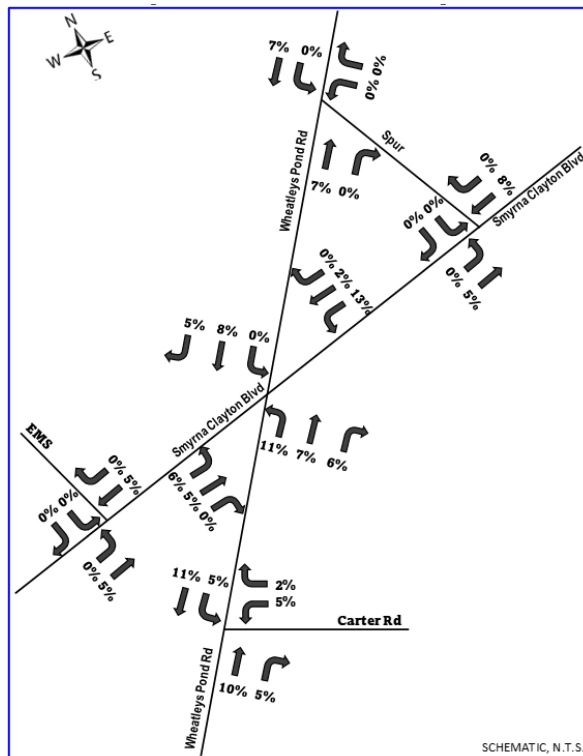 N
E
W
S
7% 0%
0% 0%
Wheatleys Pond Rd
Spur
7% 0%
0% 8%
Smyrna Clayton Blvd
0% 0%
0% 5%
0% 2% 13%
5% 8% 0%
Smyrna Clayton Blvd
11% 7% 6%
EMS
0% 5%
6% 5% 0%
0% 0%
0% 5%
11% 5%
2%
5%
Carter Rd
Wheatleys Pond Rd
10% 5%
SCHEMATIC, N.T.S.